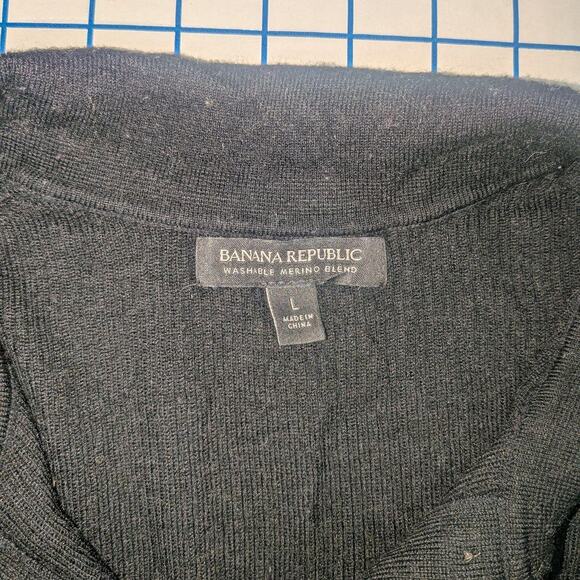 BANANA REPUBLIC
WASHABLE MERINO BLEND
L
MADE IN
CHINA